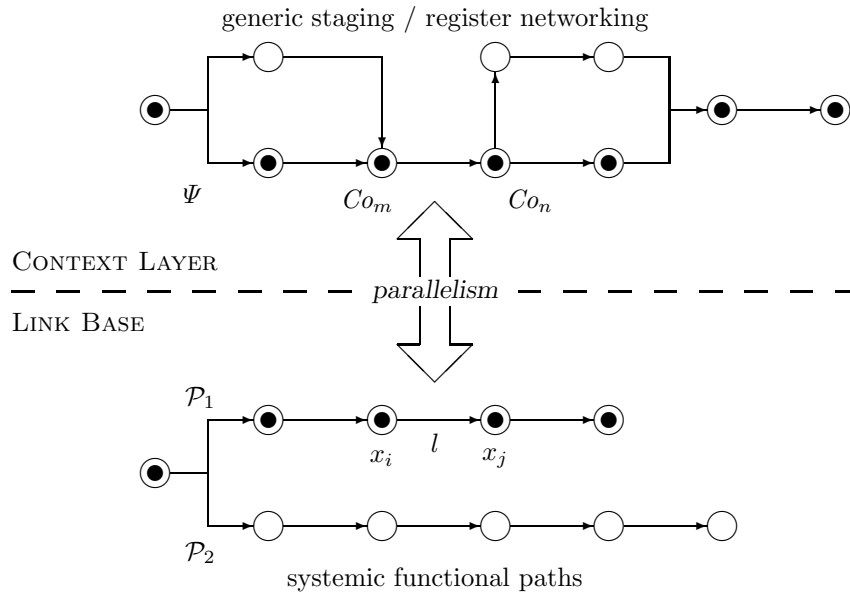 generic staging / register networking
Ψ
Co_m
Co_n
CONTEXT LAYER
parallelism
LINK BASE
𝒫_1
x_i
l
x_j
𝒫_2
systemic functional paths